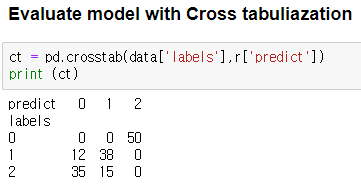 Evaluate model with Cross tabuliazation
ct = pd.crosstab(data['labels'],r['predict'])
print (ct)
predict 0 1 2
labels
0 0 0 50
1 12 38 0
2 35 15 0